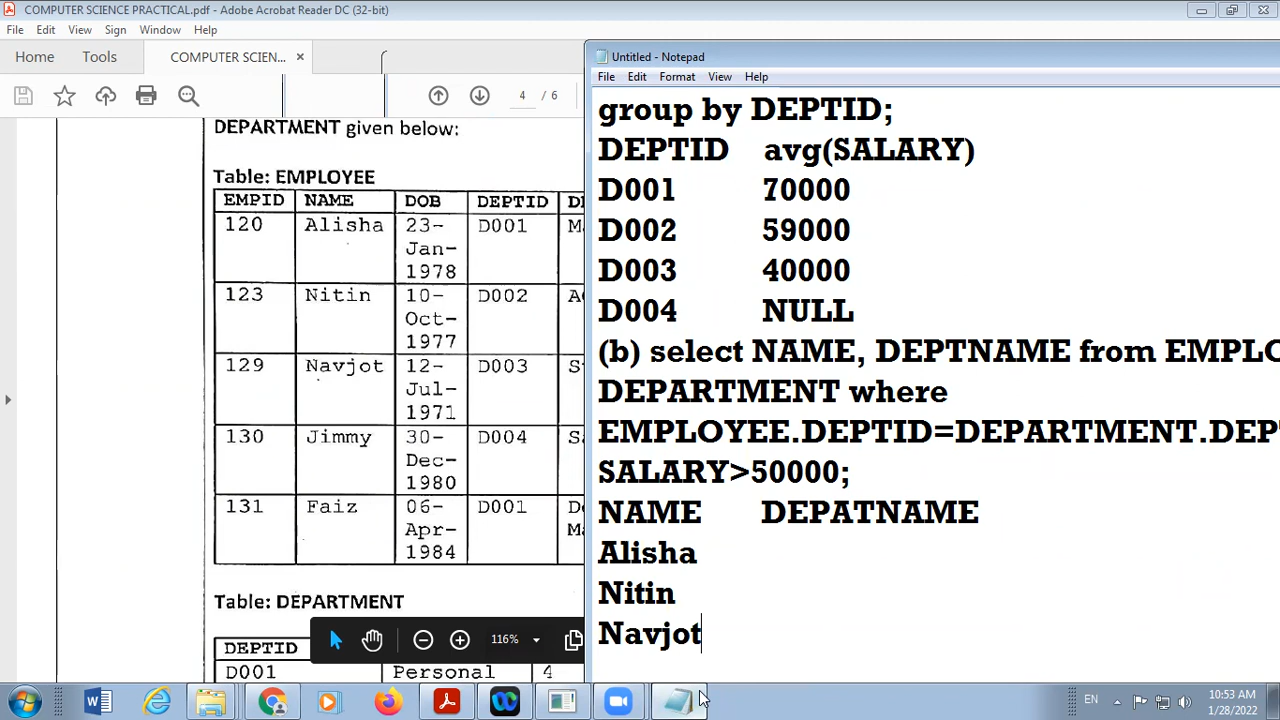 COMPUTER SCIENCE PRACTICAL.pdf - Adobe Acrobat Reader DC (32-bit)
File Edit View Sign Window Help
Home Tools COMPUTER SCIEN... ×
4 / 6
DEPARTMENT given below:
Table: EMPLOYEE
EMPID NAME DOB DEPTID
120 Alisha 23- D001
Jan-
1978
123 Nitin 10- D002
Oct-
1977
129 Navjot 12- D003
Jul-
1971
130 Jimmy 30- D004
Dec-
1980
131 Faiz 06- D001
Apr-
1984
Table: DEPARTMENT
DEPTID
D001 Personal 4
116%
Untitled - Notepad
File Edit Format View Help
group by DEPTID;
DEPTID avg(SALARY)
D001 70000
D002 59000
D003 40000
D004 NULL
(b) select NAME, DEPTNAME from EMPLO
DEPARTMENT where
EMPLOYEE.DEPTID=DEPARTMENT.DEP
SALARY>50000;
NAME DEPATNAME
Alisha
Nitin
Navjot
EN
10:53 AM
1/28/2022